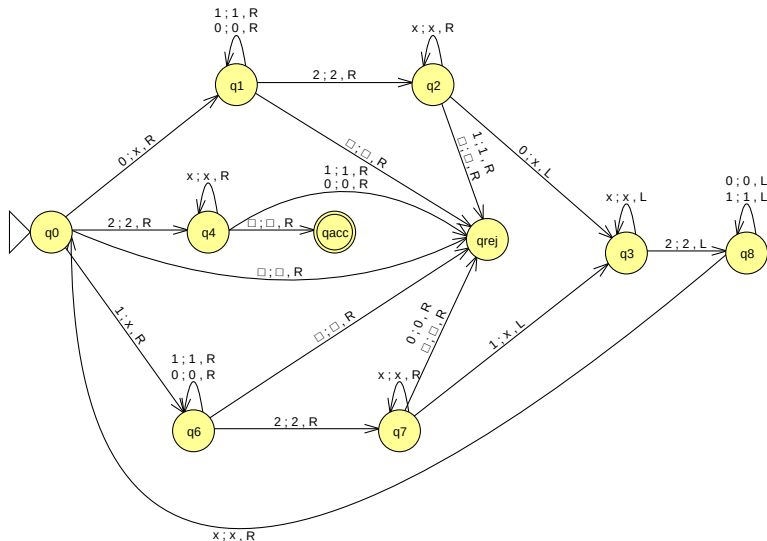 1 ; 1 , R
0 ; 0 , R
x ; x , R
q1
2 ; 2 , R
q2
0 ; x , R
□ ; □ , R
1 ; 1 , R
□ ; □ , R
0 ; x , L
x ; x , R
1 ; 1 , R
0 ; 0 , R
x ; x , L
0 ; 0 , L
1 ; 1 , L
q0
2 ; 2 , R
q4
□ ; □ , R
qacc
qrej
q3
2 ; 2 , L
q8
□ ; □ , R
1 ; x , R
□ ; □ , R
0 ; 0 , R
□ ; □ , R
1 ; x , L
1 ; 1 , R
0 ; 0 , R
x ; x , R
q6
2 ; 2 , R
q7
x ; x , R